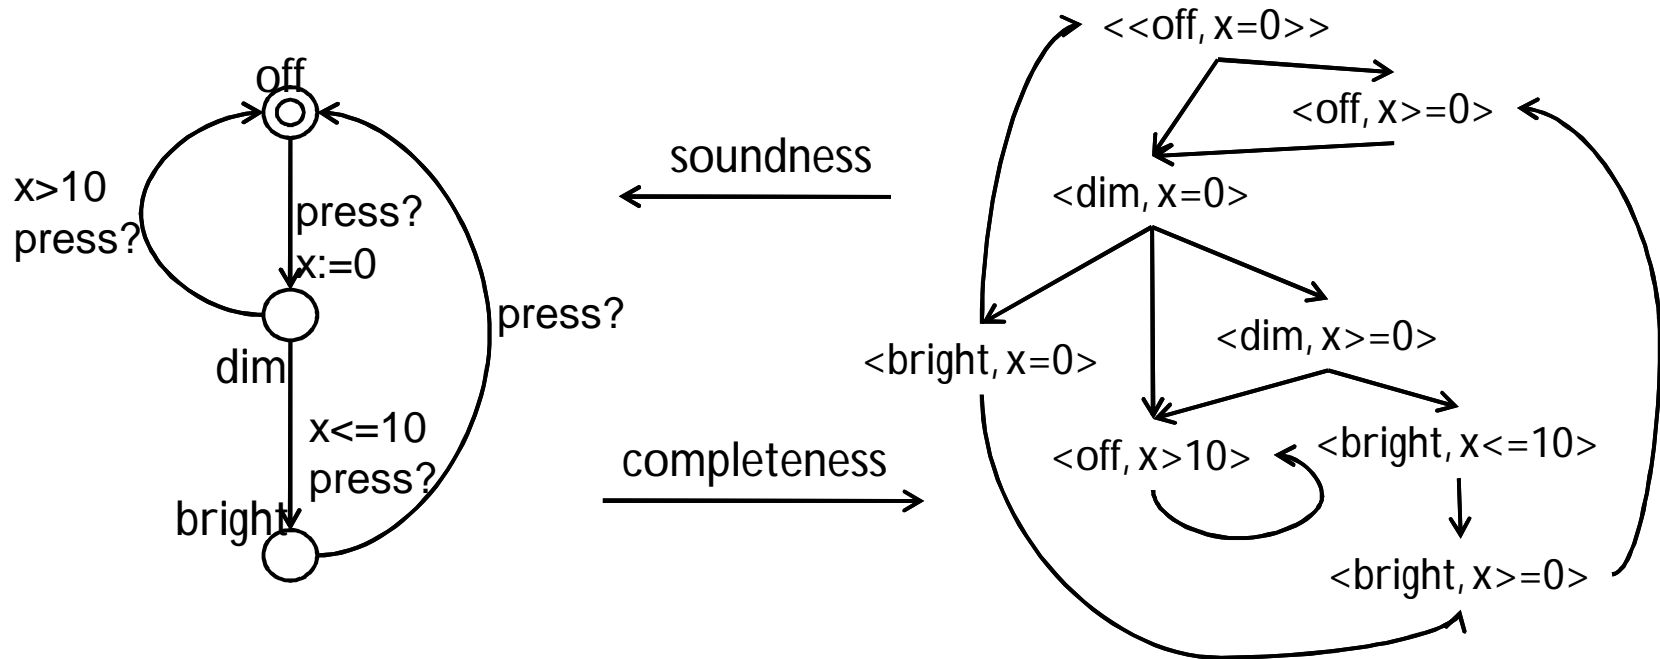 off
x>10
press?
press?
x:=0
press?
dim
x<=10
press?
bright
soundness
completeness
<<off, x=0>>
<off, x>=0>
<dim, x=0>
<dim, x>=0>
<bright, x=0>
<off, x>10>
<bright, x<=10>
<bright, x>=0>